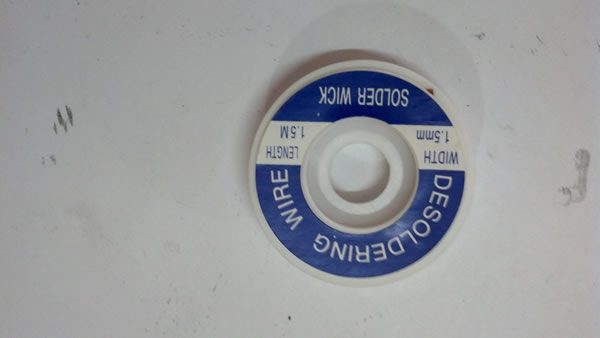 SOLDER WICK
WIDTH
1.5mm
LENGTH
1.5M
DESOLDERING WIRE